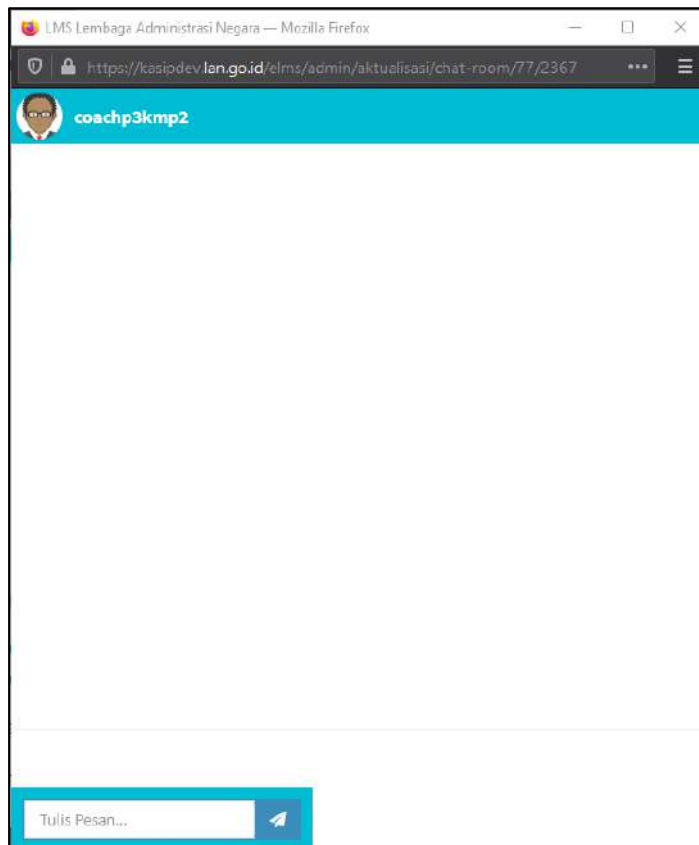 LMS Lembaga Administrasi Negara — Mozilla Firefox
https://kasipdev.lan.go.id/elms/admin/aktualisasi/chat-room/77/2367
coachp3kmp2
Tulis Pesan...